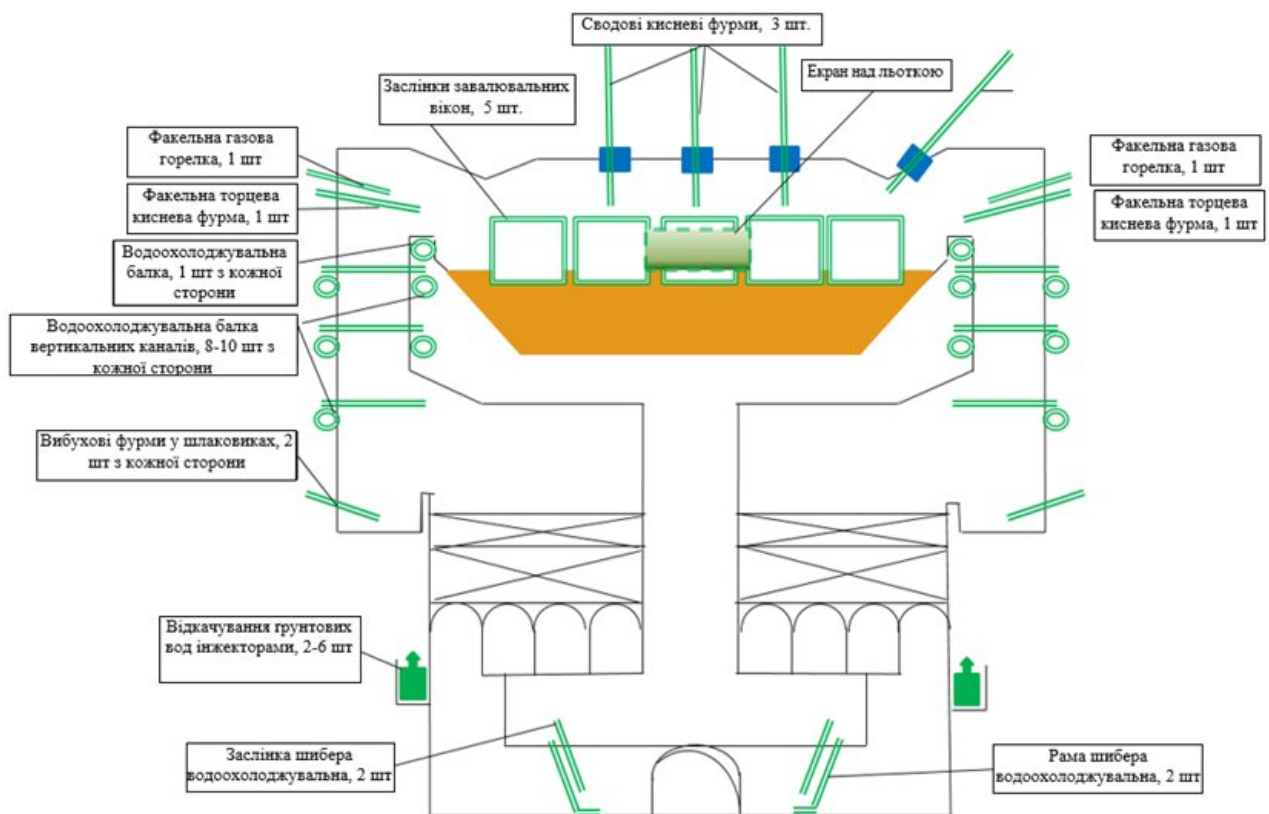 Сводові кисневі фурми, 3 шт.
Екран над льоткою
Заслінки завалювальних
вікон, 5 шт.
Факельна газова
горелка, 1 шт
Факельна торцева
киснева фурма, 1 шт
Водоохолоджувальна
балка, 1 шт з кожної
сторони
Водоохолоджувальна балка
вертикальних каналів, 8-10 шт з
кожної сторони
Вибухові фурми у шлаковиках, 2
шт з кожної сторони
Відкачування ґрунтових
вод інжекторами, 2-6 шт
Заслінка шибера
водоохолоджувальна, 2 шт
Факельна газова
горелка, 1 шт
Факельна торцева
киснева фурма, 1 шт
Рама шибера
водоохолоджувальна, 2 шт